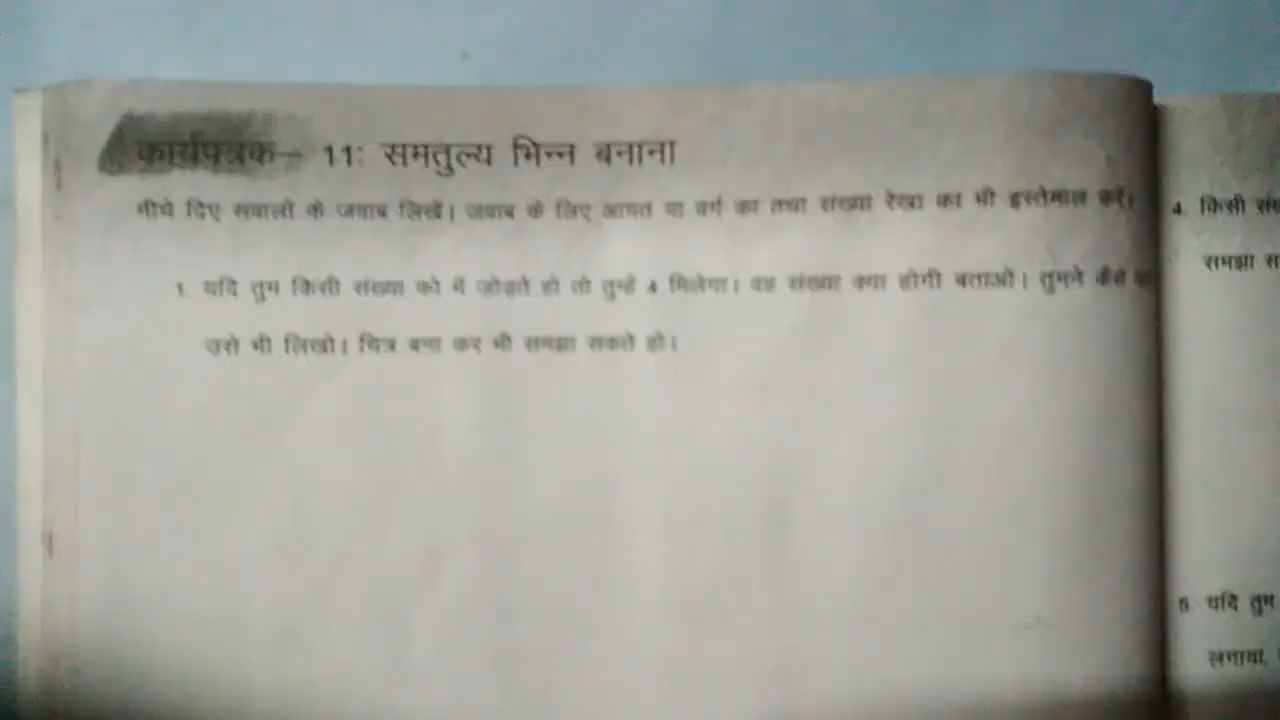 कार्यपत्रक- 11: समतुल्य भिन्न बनाना
नीचे दिए सवालों के जवाब लिखें। जवाब के लिए आयत या वर्ग का तथा संख्या रेखा का भी इस्तेमाल करें।
1. यदि तुम किसी संख्या को में जोड़ते हो तो तुम्हें 4 मिलेगा। वह संख्या क्या होगी बताओ। तुमने कैसे
उसे भी लिखो। चित्र बना कर भी समझा सकते हो।
4. किसी
समझा
5 यदि तुम
लगाया,